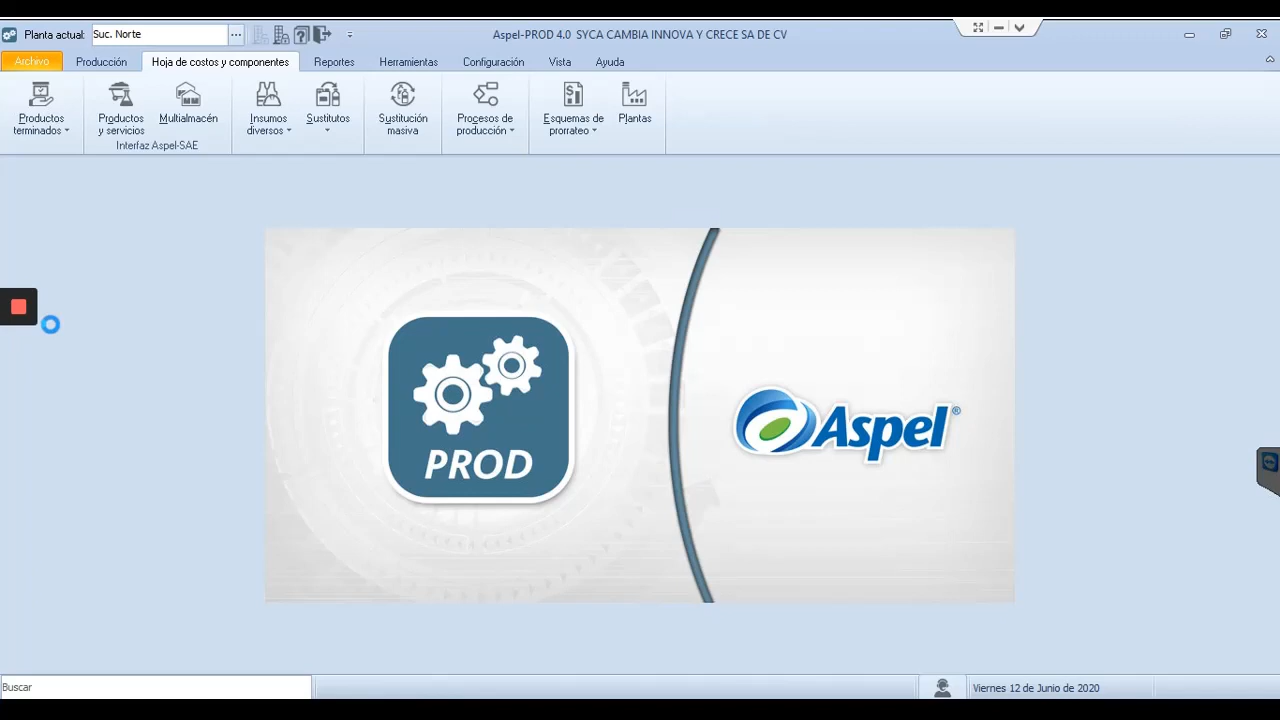 Planta actual: Suc. Norte ... Aspel-PROD 4.0 SYCA CAMBIA INNOVA Y CRECE SA DE CV
Archivo Producción Hoja de costos y componentes Reportes Herramientas Configuración Vista Ayuda
Productos terminados
Productos y servicios
Multialmacén
Interfaz Aspel-SAE
Insumos diversos
Sustitutos
Sustitución masiva
Procesos de producción
Esquemas de prorrateo
Plantas
PROD
Aspel®
Buscar
Viernes 12 de Junio de 2020